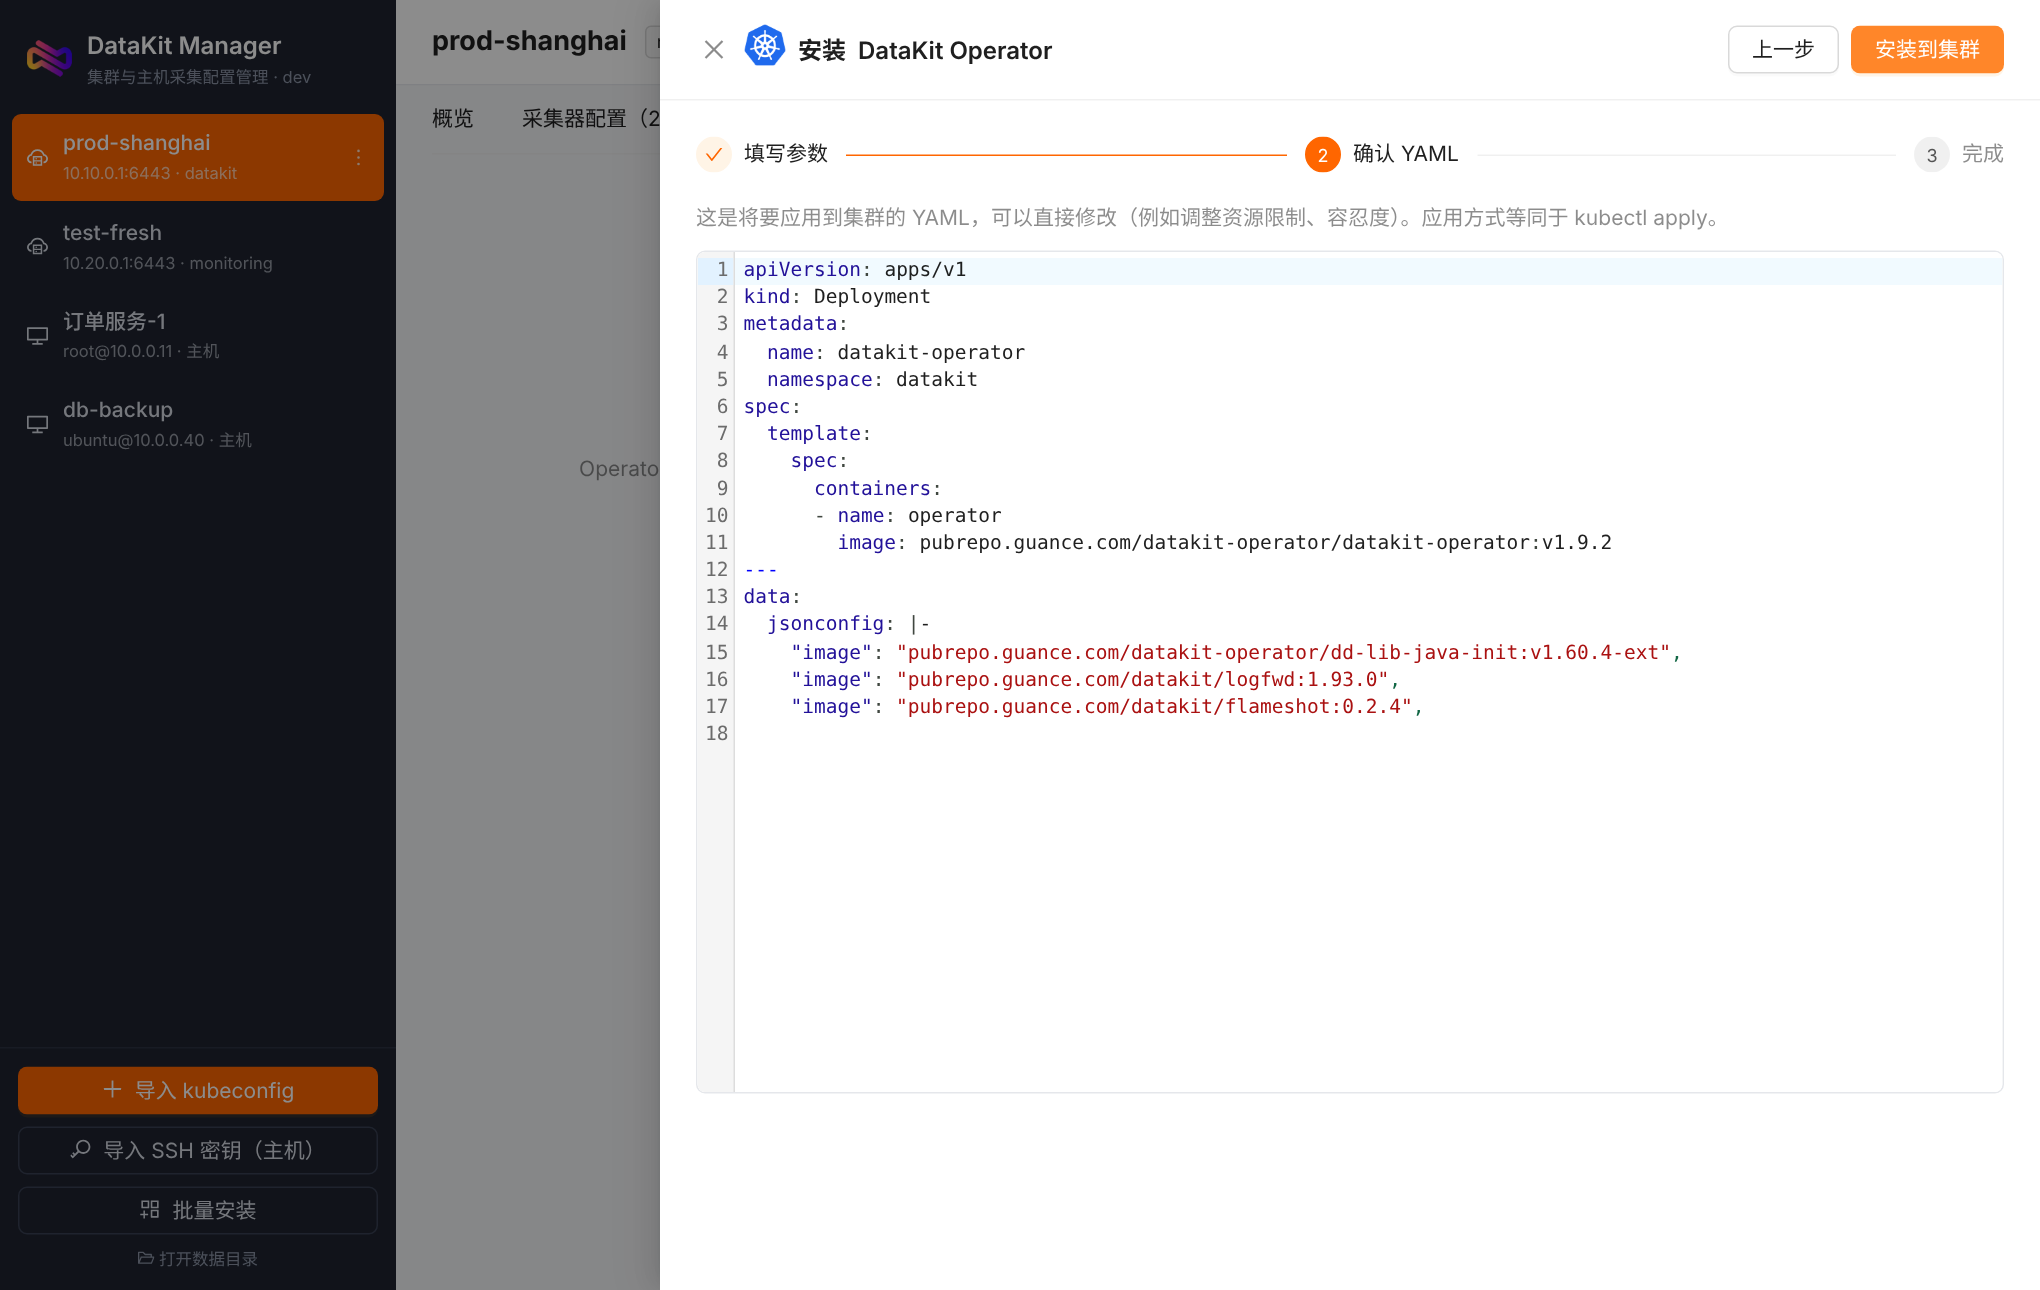 DataKit Manager
集群与主机采集配置管理 · dev
prod-shanghai
10.10.0.1:6443 · datakit
test-fresh
10.20.0.1:6443 · monitoring
订单服务-1
root@10.0.0.11 · 主机
db-backup
ubuntu@10.0.0.40 · 主机
导入 kubeconfig
导入 SSH 密钥（主机）
批量安装
打开数据目录
prod-shanghai
概览
采集器配置（2
Operato
安装 DataKit Operator
上一步
安装到集群
填写参数
2 确认 YAML
3 完成
这是将要应用到集群的 YAML，可以直接修改（例如调整资源限制、容忍度）。应用方式等同于 kubectl apply。
1 apiVersion: apps/v1
2 kind: Deployment
3 metadata:
4   name: datakit-operator
5   namespace: datakit
6 spec:
7   template:
8     spec:
9       containers:
10       - name: operator
11         image: pubrepo.guance.com/datakit-operator/datakit-operator:v1.9.2
12 ---
13 data:
14   jsonconfig: |-
15     "image": "pubrepo.guance.com/datakit-operator/dd-lib-java-init:v1.60.4-ext",
16     "image": "pubrepo.guance.com/datakit/logfwd:1.93.0",
17     "image": "pubrepo.guance.com/datakit/flameshot:0.2.4",
18